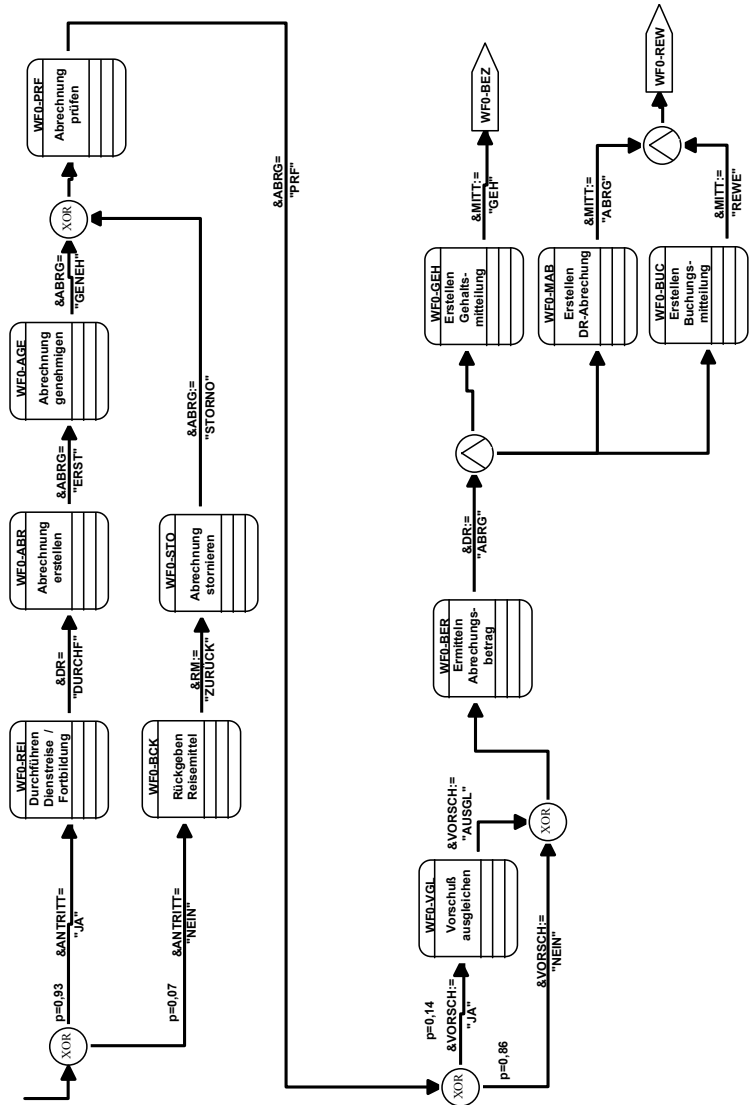 XOR
p=0,93
&ANTRITT=
"JA"
WF0-REI
Durchführen
Dienstreise /
Fortbildung
&DR=
"DURCHF"
WF0-ABR
Abrechnung
erstellen
&ABRG=
"ERST"
WF0-AGE
Abrechnung
genehmigen
&ABRG=
"GENEH"
XOR
WF0-PRF
Abrechnung
prüfen
p=0,07
&ANTRITT=
"NEIN"
WF0-BCK
Rückgeben
Reisemittel
&RM:=
"ZURÜCK"
WF0-STO
Abrechnung
stornieren
&ABRG:=
"STORNO"
&ABRG=
"PRF"
XOR
p=0,14
&VORSCH:=
"JA"
WF0-VGL
Vorschuß
ausgleichen
&VORSCH:=
"AUSGL"
p=0,86
&VORSCH:=
"NEIN"
XOR
WF0-BER
Ermitteln
Abrechungs-
betrag
&DR:=
"ABRG"
WF0-GEH
Erstellen
Gehalts-
mitteilung
&MITT:=
"GEH"
WF0-BEZ
WF0-MAB
Erstellen
DR-Abrechung
&MITT:=
"ABRG"
WF0-BUC
Erstellen
Buchungs-
mitteilung
&MITT:=
"REWE"
WF0-REW